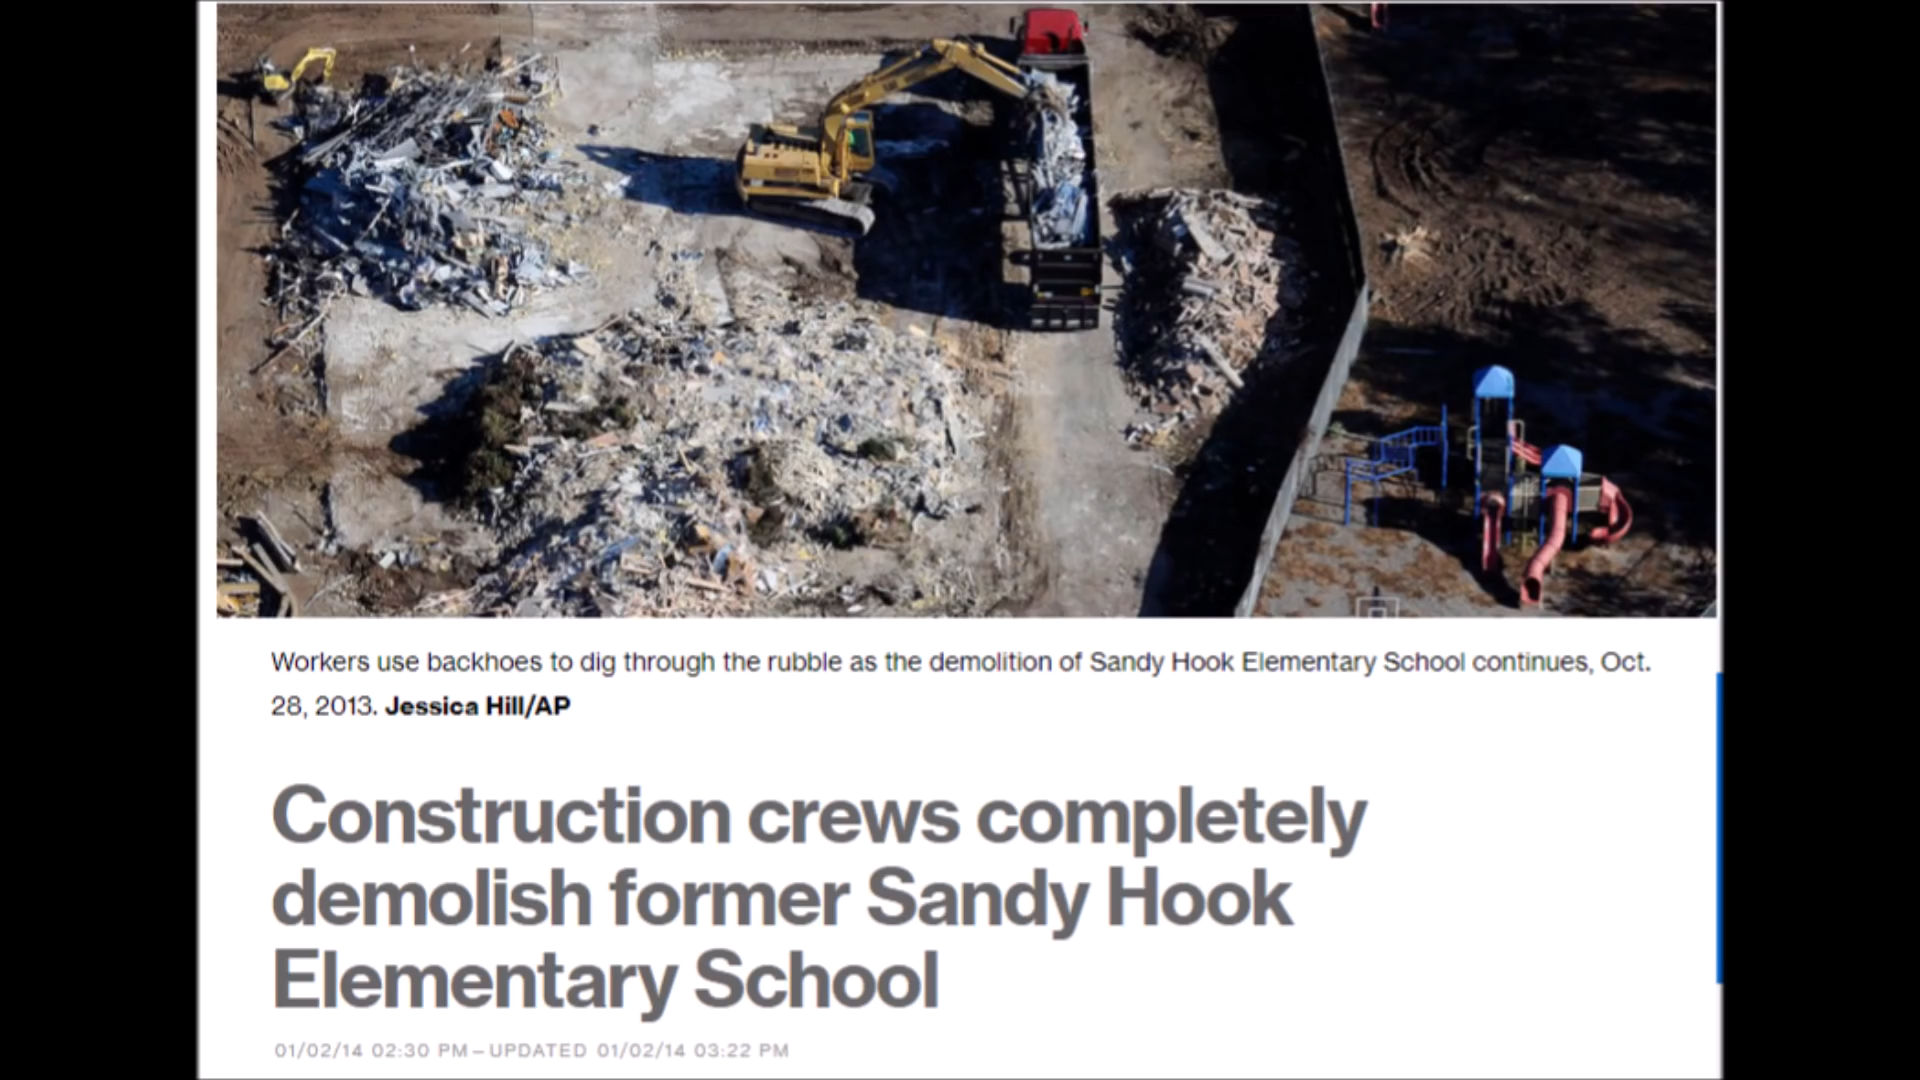 Workers use backhoes to dig through the rubble as the demolition of Sandy Hook Elementary School continues, Oct.
28, 2013. Jessica Hill/AP
Construction crews completely
demolish former Sandy Hook
Elementary School
01/02/14 02:30 PM – UPDATED 01/02/14 03:22 PM